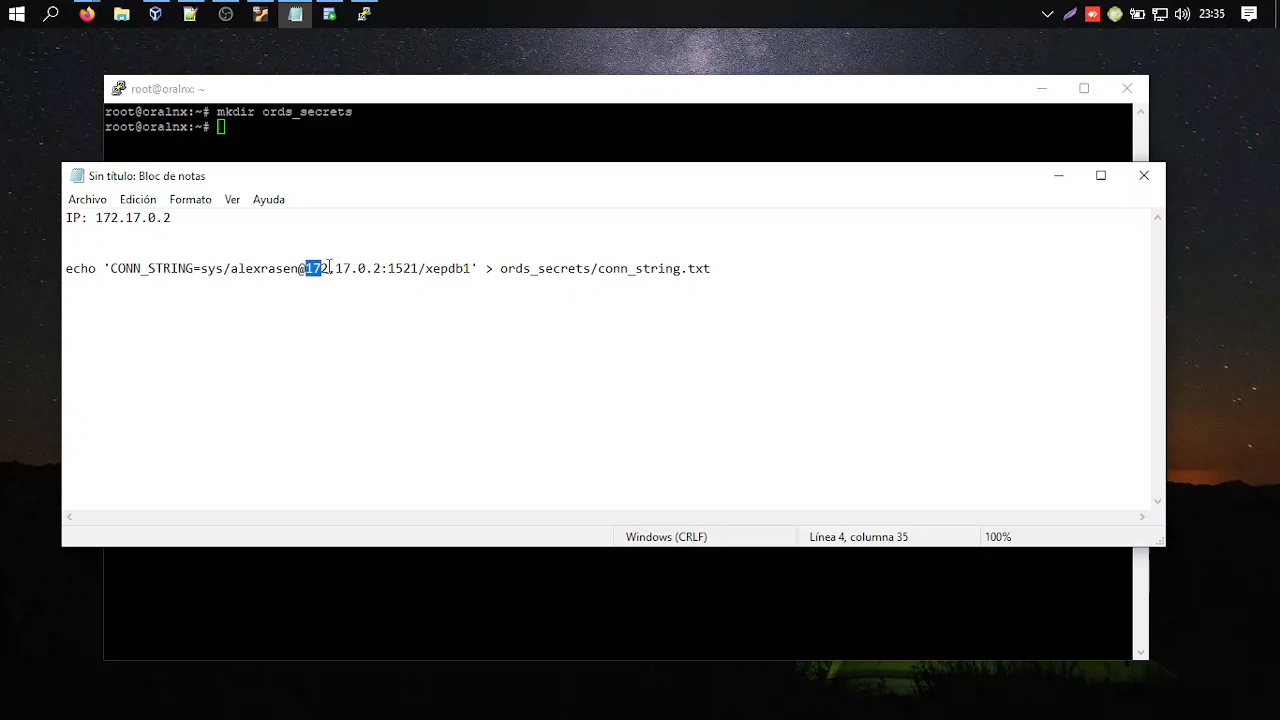 23:35
root@oralnx: ~
root@oralnx:~# mkdir ords_secrets
root@oralnx:~#
Sin título: Bloc de notas
Archivo Edición Formato Ver Ayuda
IP: 172.17.0.2
echo 'CONN_STRING=sys/alexrasen@172.17.0.2:1521/xepdb1' > ords_secrets/conn_string.txt
Windows (CRLF) Línea 4, columna 35 100%